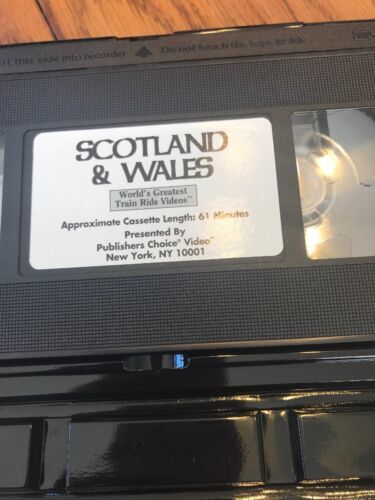 rt this side into recorder Do not touch the tape inside
SCOTLAND
& WALES
World's Greatest
Train Ride Videos™
Approximate Cassette Length: 61 Minutes
Presented By
Publishers Choice® Video™
New York, NY 10001